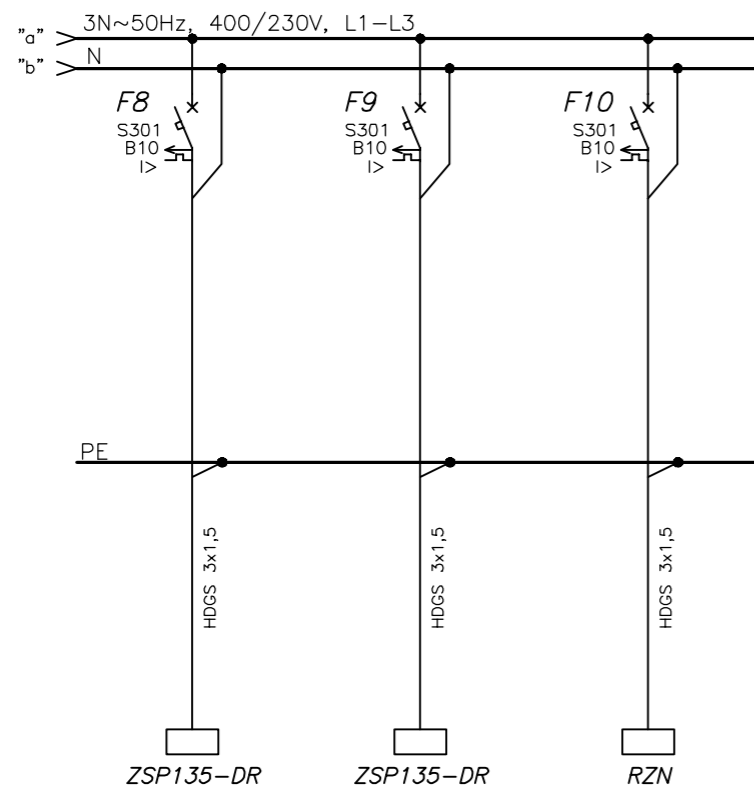 "a" 3N~50Hz, 400/230V, L1-L3
"b" N
F8 F9 F10
S301 S301 S301
B10 B10 B10
I> I> I>
PE
HDGS 3x1,5 HDGS 3x1,5 HDGS 3x1,5
ZSP135-DR ZSP135-DR RZN